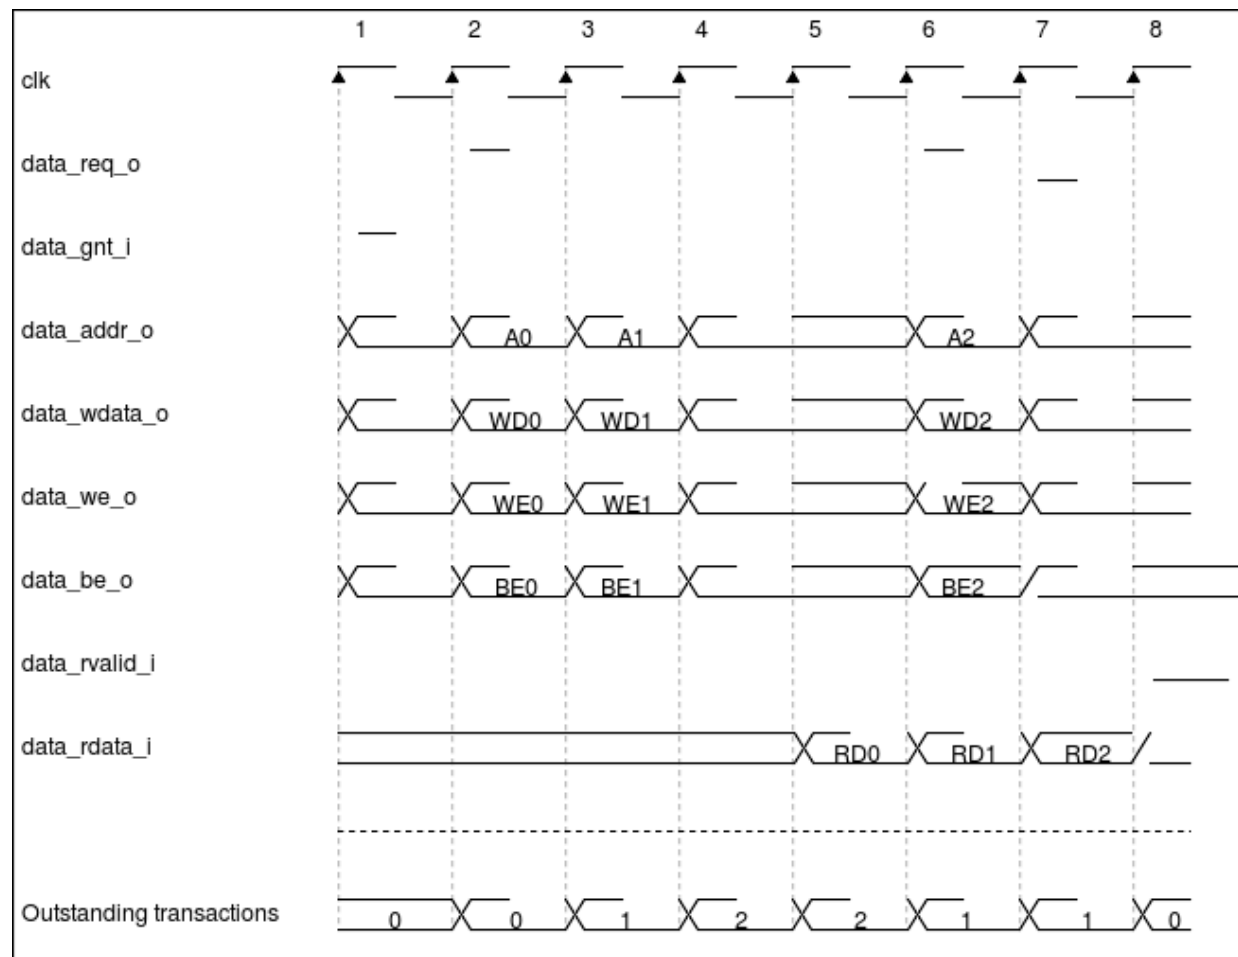 1 2 3 4 5 6 7 8
clk
data_req_o
data_gnt_i
data_addr_o A0 A1 A2
data_wdata_o WD0 WD1 WD2
data_we_o WE0 WE1 WE2
data_be_o BE0 BE1 BE2
data_rvalid_i
data_rdata_i RD0 RD1 RD2
Outstanding transactions 0 0 1 2 2 1 1 0